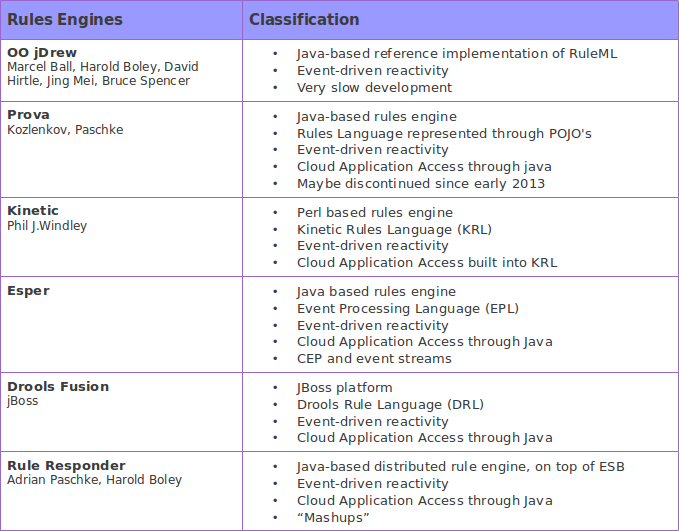 Rules Engines
Classification
OO jDrew
Marcel Ball, Harold Boley, David
Hirtle, Jing Mei, Bruce Spencer
• Java-based reference implementation of RuleML
• Event-driven reactivity
• Very slow development
Prova
Kozlenkov, Paschke
• Java-based rules engine
• Rules Language represented through POJO's
• Event-driven reactivity
• Cloud Application Access through java
• Maybe discontinued since early 2013
Kinetic
Phil J.Windley
• Perl based rules engine
• Kinetic Rules Language (KRL)
• Event-driven reactivity
• Cloud Application Access built into KRL
Esper
• Java based rules engine
• Event Processing Language (EPL)
• Event-driven reactivity
• Cloud Application Access through Java
• CEP and event streams
Drools Fusion
jBoss
• JBoss platform
• Drools Rule Language (DRL)
• Event-driven reactivity
• Cloud Application Access through Java
Rule Responder
Adrian Paschke, Harold Boley
• Java-based distributed rule engine, on top of ESB
• Event-driven reactivity
• Cloud Application Access through Java
• “Mashups”